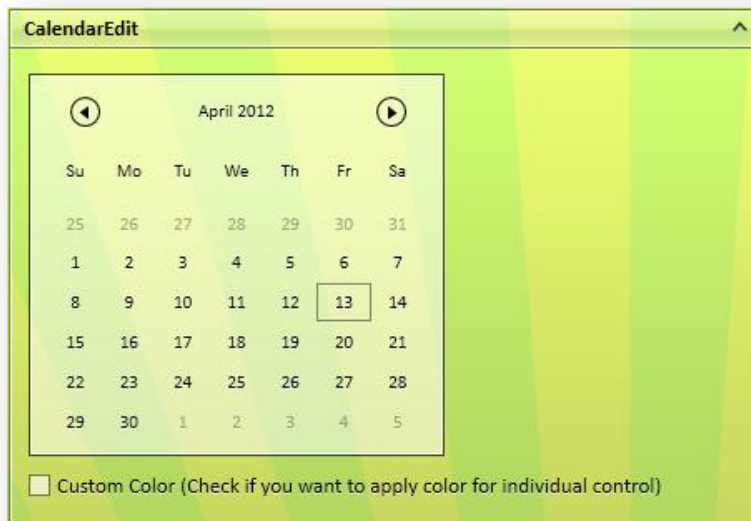 CalendarEdit
April 2012
Su Mo Tu We Th Fr Sa
25 26 27 28 29 30 31
1 2 3 4 5 6 7
8 9 10 11 12 13 14
15 16 17 18 19 20 21
22 23 24 25 26 27 28
29 30 1 2 3 4 5
Custom Color (Check if you want to apply color for individual control)